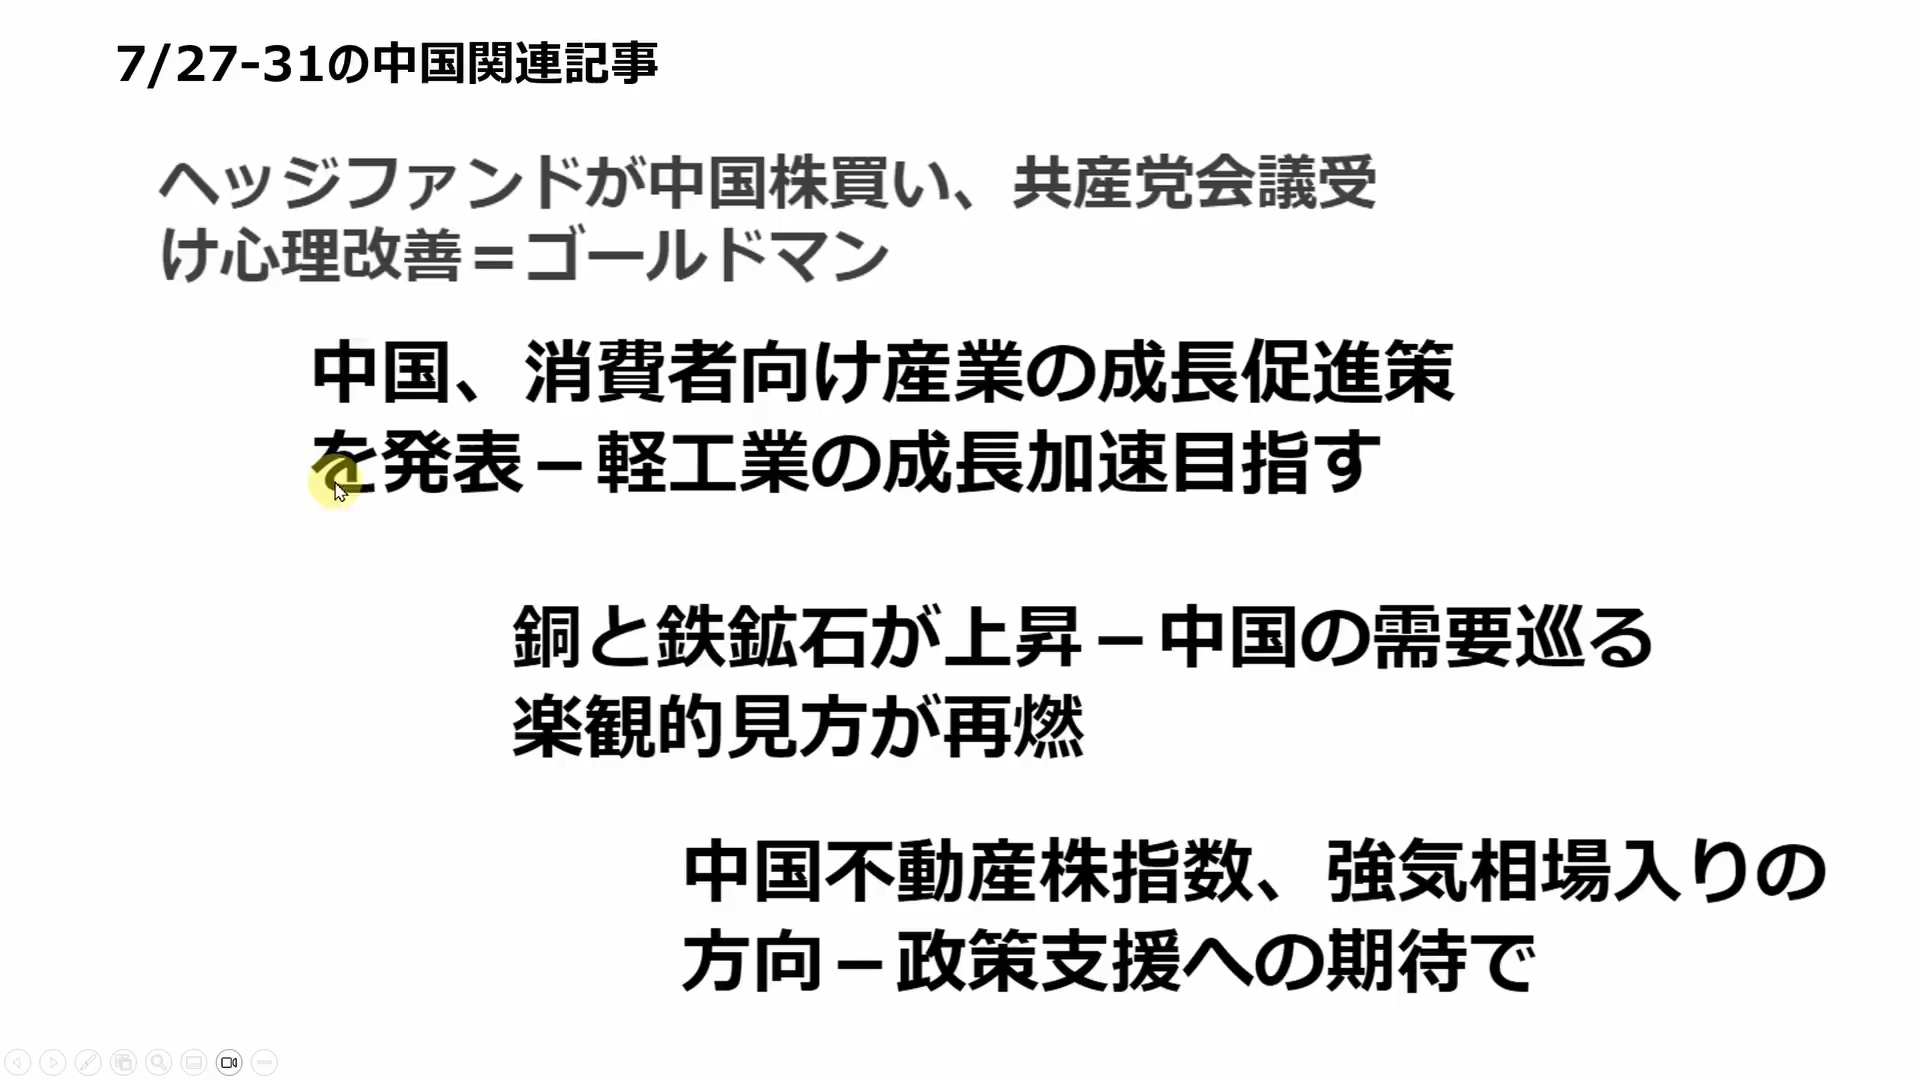 7/27-31の中国関連記事
ヘッジファンドが中国株買い、共産党会議受
け心理改善＝ゴールドマン
中国、消費者向け産業の成長促進策
を発表－軽工業の成長加速目指す
銅と鉄鉱石が上昇－中国の需要巡る
楽観的見方が再燃
中国不動産株指数、強気相場入りの
方向－政策支援への期待で